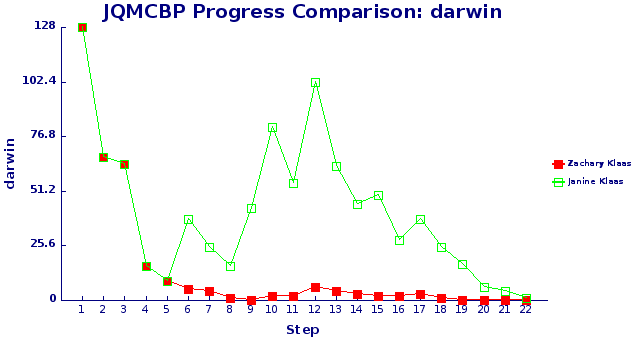 JQMCBP Progress Comparison: darwin
128
102.4
76.8
51.2
25.6
0
darwin
1 2 3 4 5 6 7 8 9 10 11 12 13 14 15 16 17 18 19 20 21 22
Step
Zachary Klaas
Janine Klaas